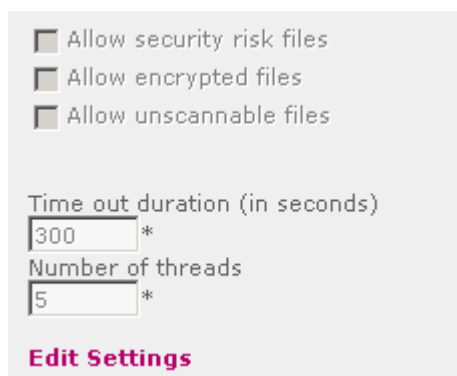 Allow security risk files
Allow encrypted files
Allow unscannable files
Time out duration (in seconds)
300 *
Number of threads
5 *
Edit Settings